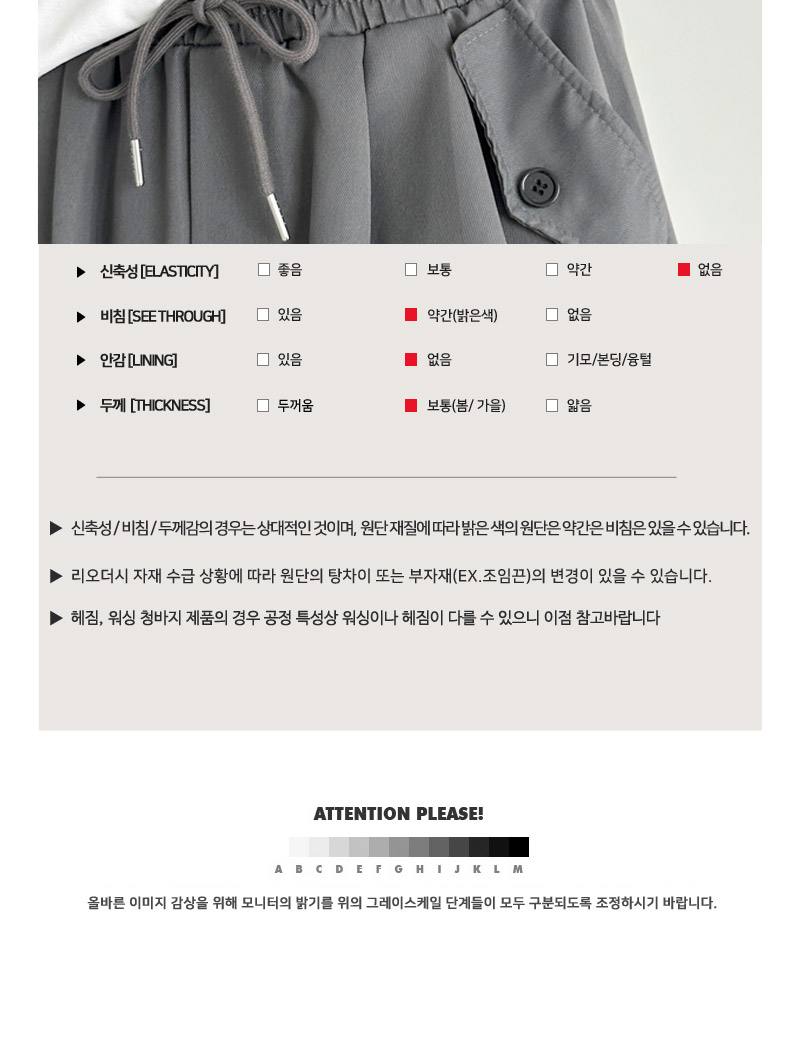 ▶ 신축성 [ELASTICITY] □ 좋음 □ 보통 □ 약간 ■ 없음
▶ 비침 [SEE THROUGH] □ 있음 ■ 약간(밝은색) □ 없음
▶ 안감 [LINING] □ 있음 ■ 없음 □ 기모/본딩/융털
▶ 두께 [THICKNESS] □ 두꺼움 ■ 보통(봄/ 가을) □ 얇음
▶ 신축성 / 비침 / 두께감의 경우는 상대적인 것이며, 원단 재질에 따라 밝은 색의 원단은 약간은 비침은 있을 수 있습니다.
▶ 리오더시 자재 수급 상황에 따라 원단의 탕차이 또는 부자재(EX.조임끈)의 변경이 있을 수 있습니다.
▶ 헤짐, 워싱 청바지 제품의 경우 공정 특성상 워싱이나 헤짐이 다를 수 있으니 이점 참고바랍니다
ATTENTION PLEASE!
A B C D E F G H I J K L M
올바른 이미지 감상을 위해 모니터의 밝기를 위의 그레이스케일 단계들이 모두 구분되도록 조정하시기 바랍니다.